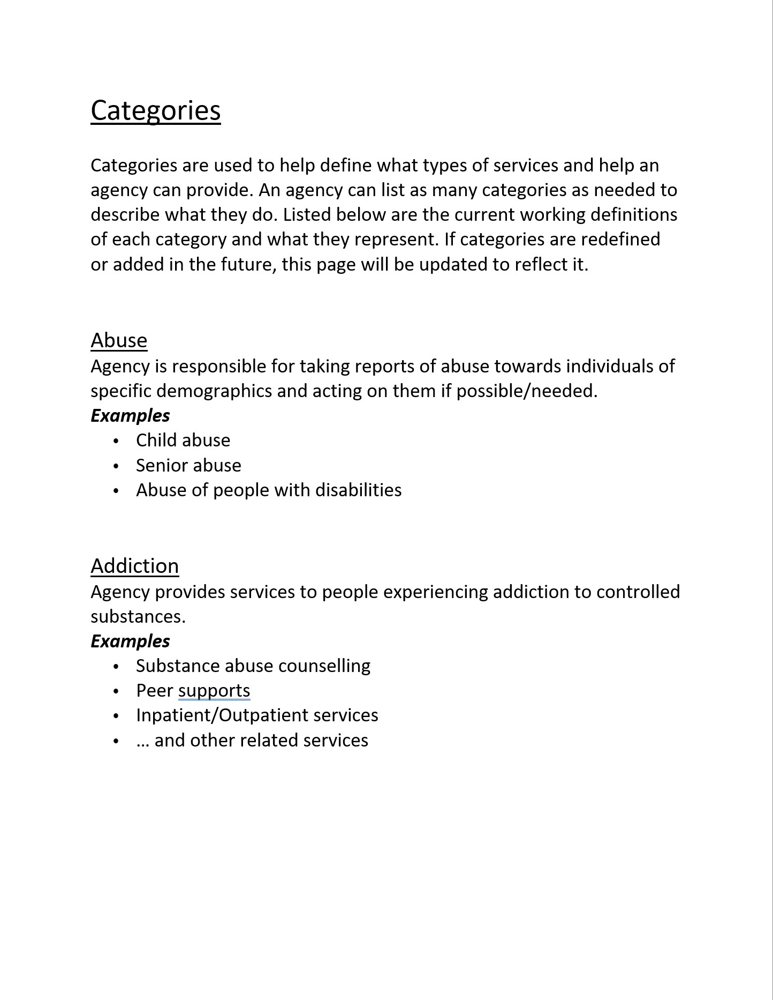 Categories
Categories are used to help define what types of services and help an
agency can provide. An agency can list as many categories as needed to
describe what they do. Listed below are the current working definitions
of each category and what they represent. If categories are redefined
or added in the future, this page will be updated to reflect it.
Abuse
Agency is responsible for taking reports of abuse towards individuals of
specific demographics and acting on them if possible/needed.
Examples
• Child abuse
• Senior abuse
• Abuse of people with disabilities
Addiction
Agency provides services to people experiencing addiction to controlled
substances.
Examples
• Substance abuse counselling
• Peer supports
• Inpatient/Outpatient services
• … and other related services